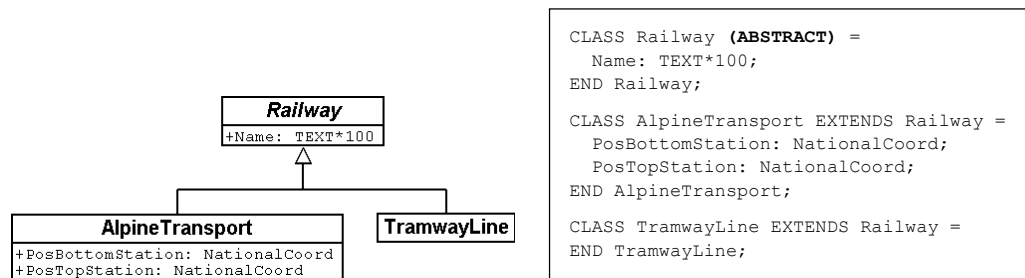 Railway
+Name: TEXT*100
AlpineTransport
+PosBottomStation: NationalCoord
+PosTopStation: NationalCoord
TramwayLine
CLASS Railway (ABSTRACT) =
Name: TEXT*100;
END Railway;
CLASS AlpineTransport EXTENDS Railway =
PosBottomStation: NationalCoord;
PosTopStation: NationalCoord;
END AlpineTransport;
CLASS TramwayLine EXTENDS Railway =
END TramwayLine;